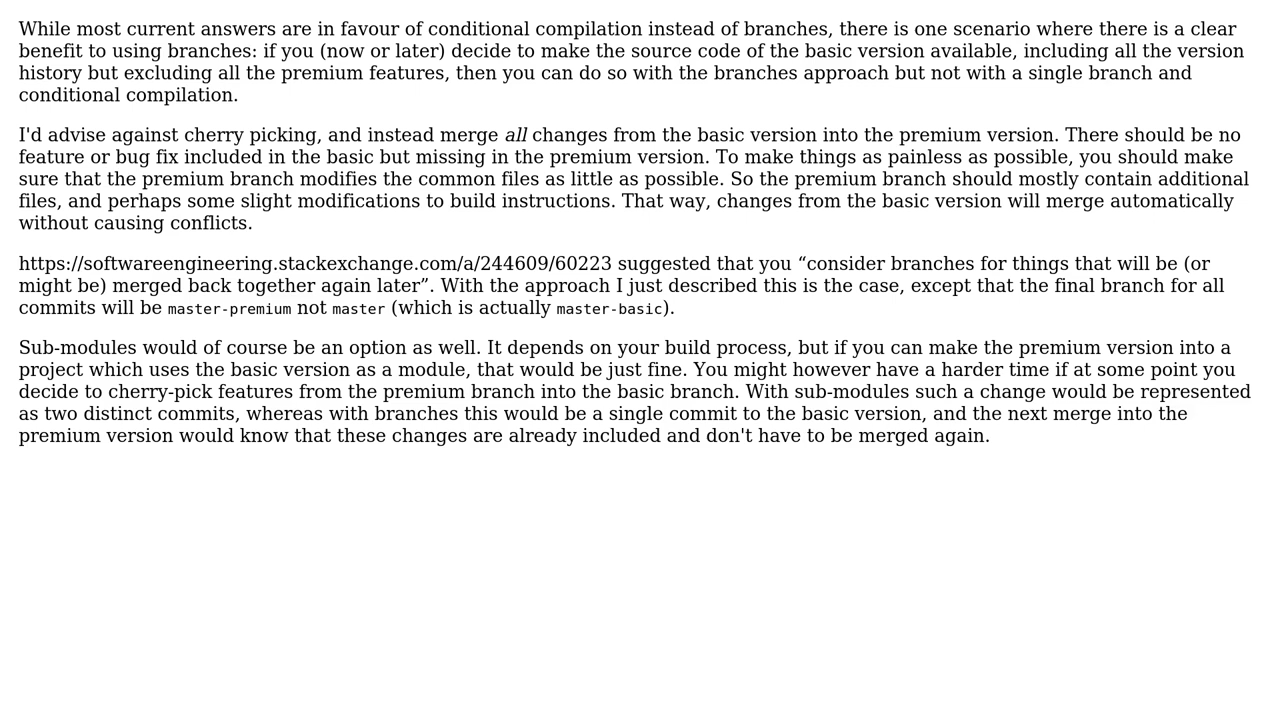 While most current answers are in favour of conditional compilation instead of branches, there is one scenario where there is a clear
benefit to using branches: if you (now or later) decide to make the source code of the basic version available, including all the version
history but excluding all the premium features, then you can do so with the branches approach but not with a single branch and
conditional compilation.
I'd advise against cherry picking, and instead merge all changes from the basic version into the premium version. There should be no
feature or bug fix included in the basic but missing in the premium version. To make things as painless as possible, you should make
sure that the premium branch modifies the common files as little as possible. So the premium branch should mostly contain additional
files, and perhaps some slight modifications to build instructions. That way, changes from the basic version will merge automatically
without causing conflicts.
https://softwareengineering.stackexchange.com/a/244609/60223 suggested that you “consider branches for things that will be (or
might be) merged back together again later”. With the approach I just described this is the case, except that the final branch for all
commits will be master-premium not master (which is actually master-basic).
Sub-modules would of course be an option as well. It depends on your build process, but if you can make the premium version into a
project which uses the basic version as a module, that would be just fine. You might however have a harder time if at some point you
decide to cherry-pick features from the premium branch into the basic branch. With sub-modules such a change would be represented
as two distinct commits, whereas with branches this would be a single commit to the basic version, and the next merge into the
premium version would know that these changes are already included and don't have to be merged again.